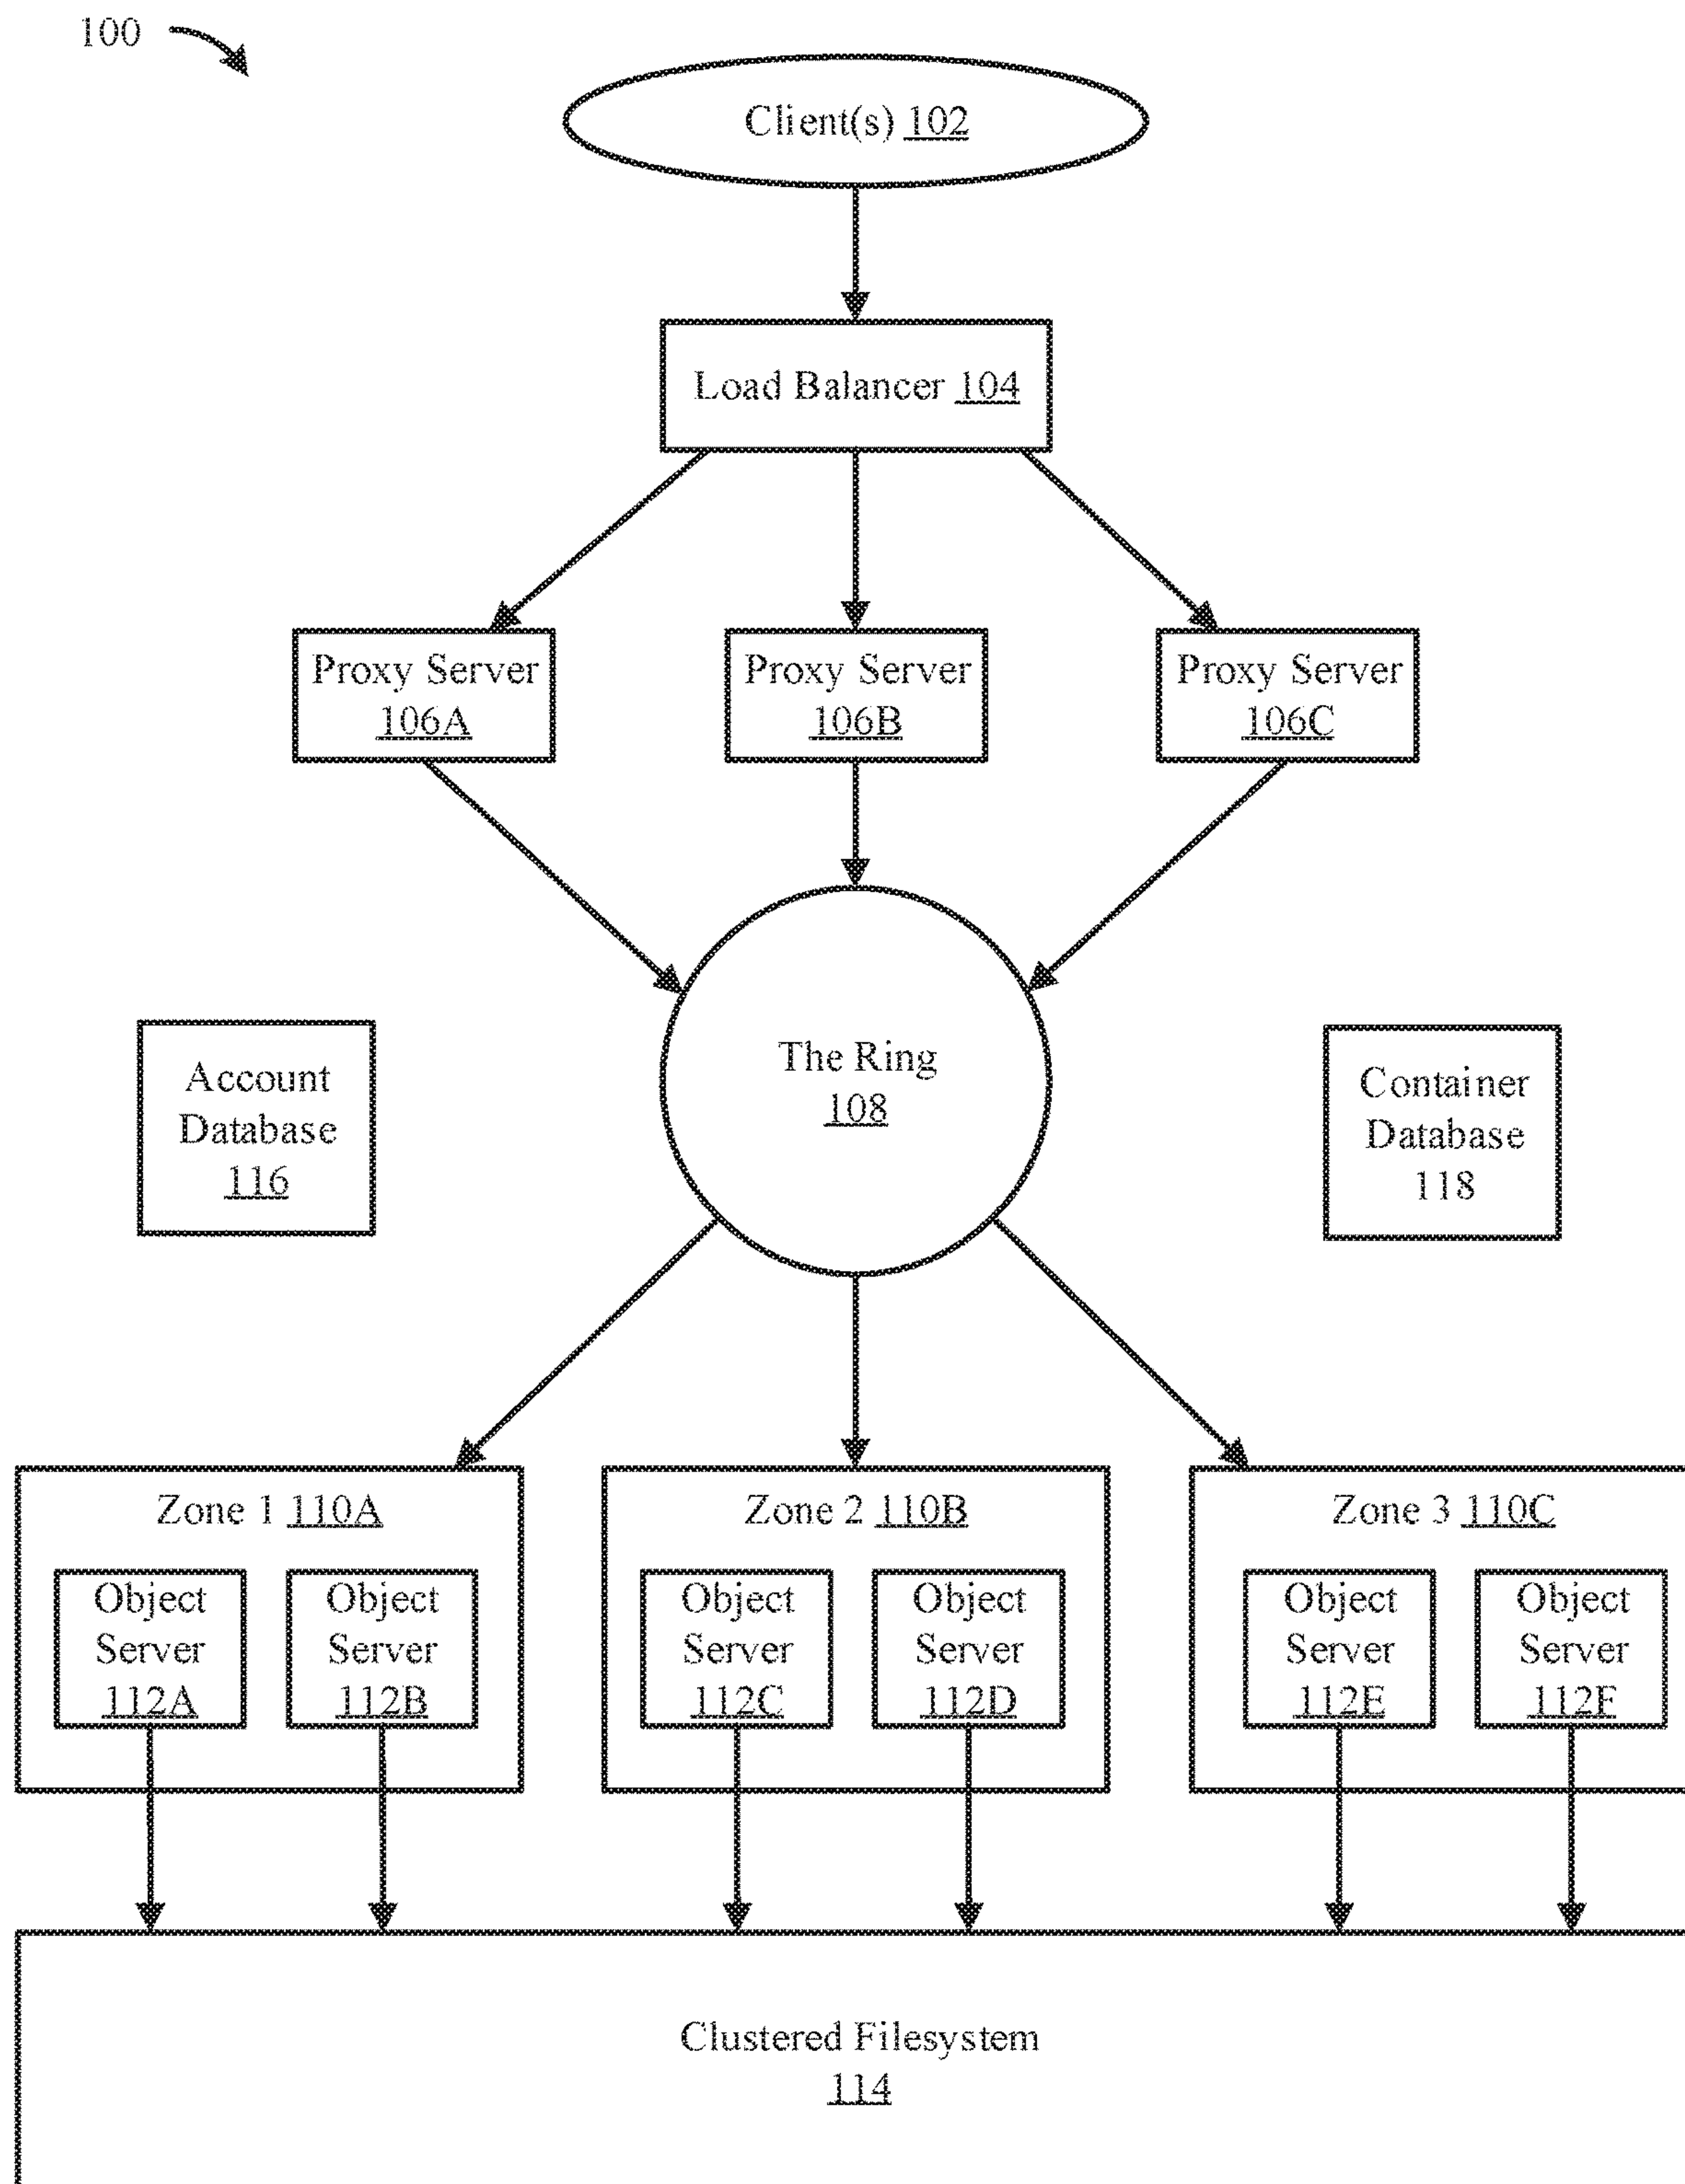 100
Client(s) 102
Load Balancer 104
Proxy Server
106A
Proxy Server
106B
Proxy Server
106C
The Ring
108
Account
Database
116
Container
Database
118
Zone 1 110A
Object
Server
112A
Object
Server
112B
Zone 2 110B
Object
Server
112C
Object
Server
112D
Zone 3 110C
Object
Server
112E
Object
Server
112F
Clustered Filesystem
114